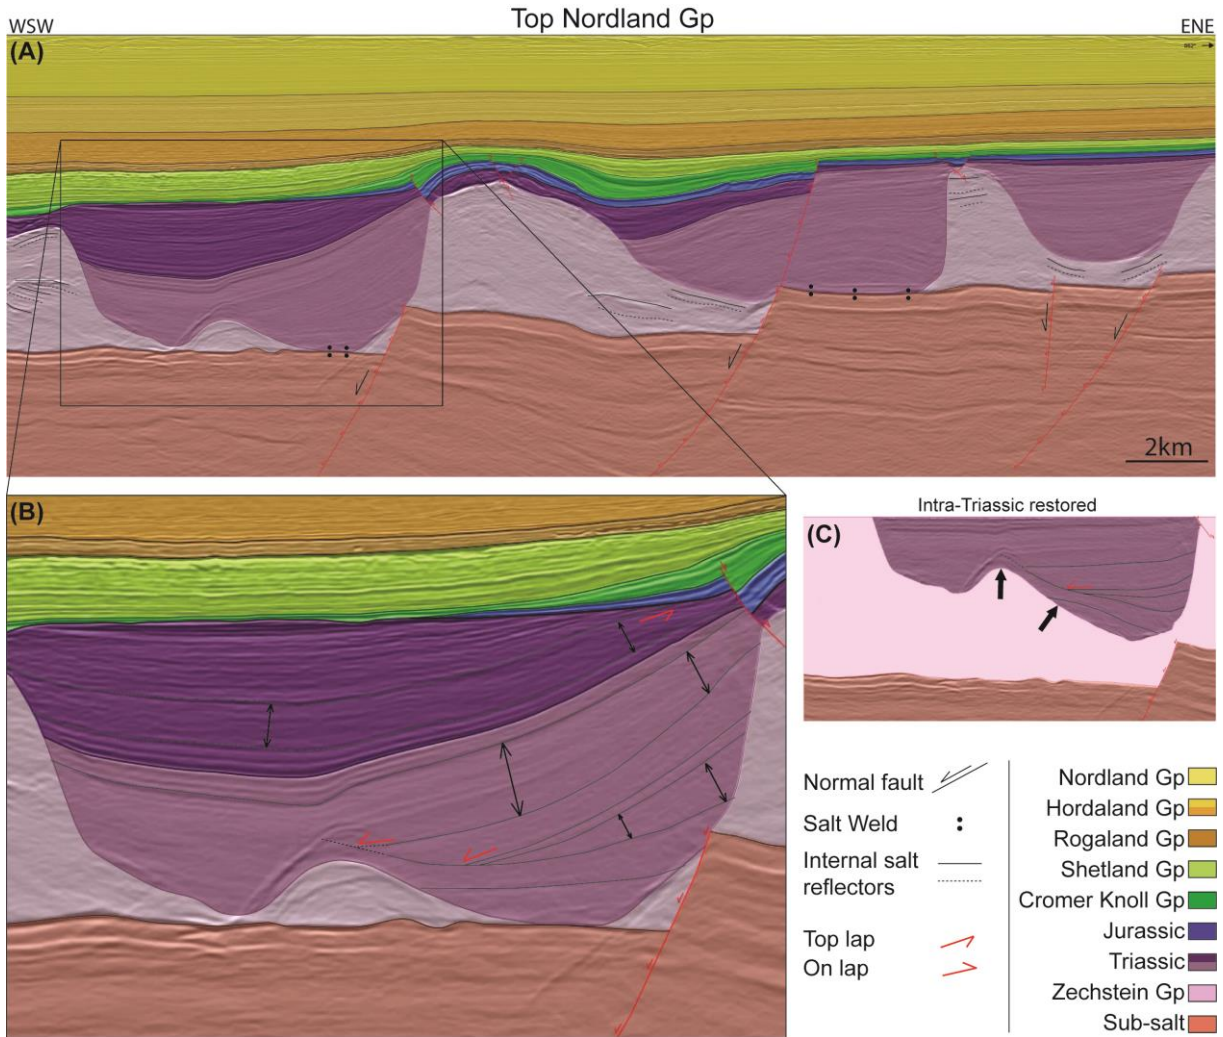 Top Nordland Gp
WSW
ENE
(A)
2km
(B)
Intra-Triassic restored
(C)
Normal fault
Salt Weld
Internal salt
reflectors
Top lap
On lap
Nordland Gp
Hordaland Gp
Rogaland Gp
Shetland Gp
Cromer Knoll Gp
Jurassic
Triassic
Zechstein Gp
Sub-salt